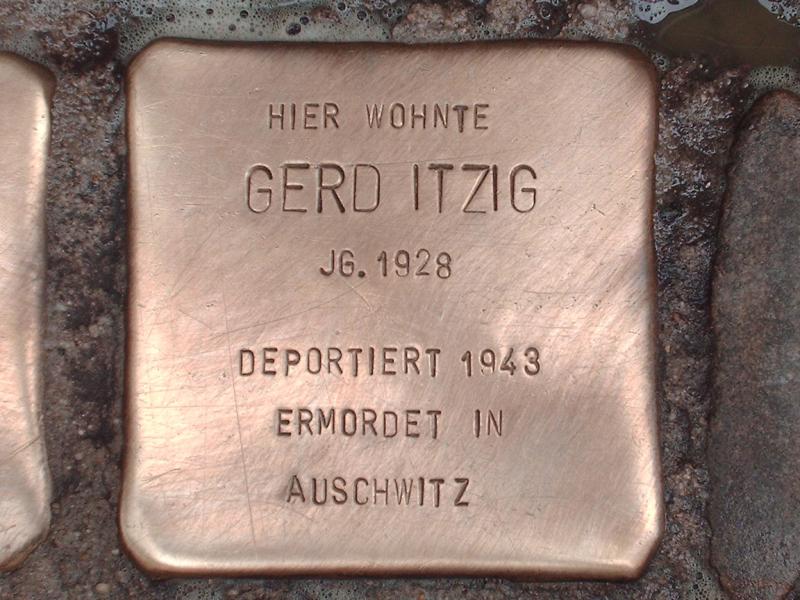 HIER WOHNTE
GERD ITZIG
JG. 1928
DEPORTIERT 1943
ERMORDET IN
AUSCHWITZ